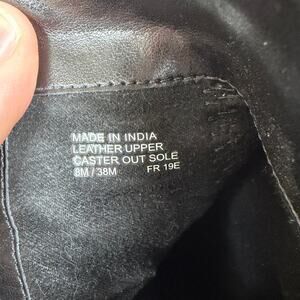 MADE IN INDIA
LEATHER UPPER
CASTER OUT SOLE
8M / 38M FR 19E